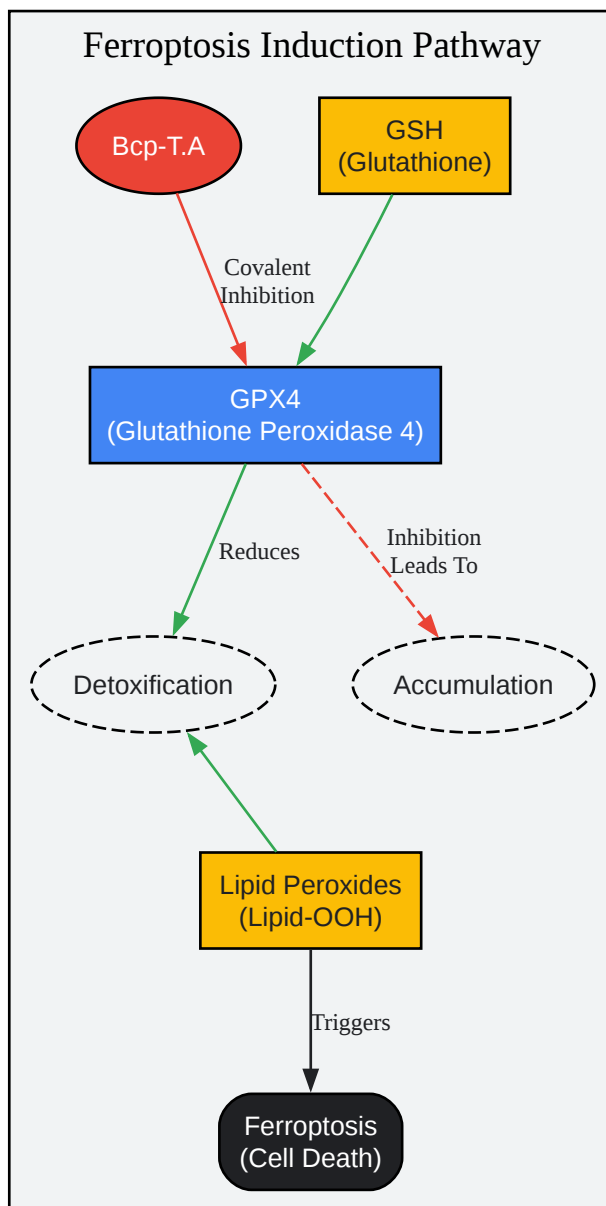 Ferroptosis Induction Pathway
Bcp-T.A
GSH
(Glutathione)
Covalent
Inhibition
GPX4
(Glutathione Peroxidase 4)
Reduces
Inhibition
Leads To
Detoxification
Accumulation
Lipid Peroxides
(Lipid-OOH)
Triggers
Ferroptosis
(Cell Death)